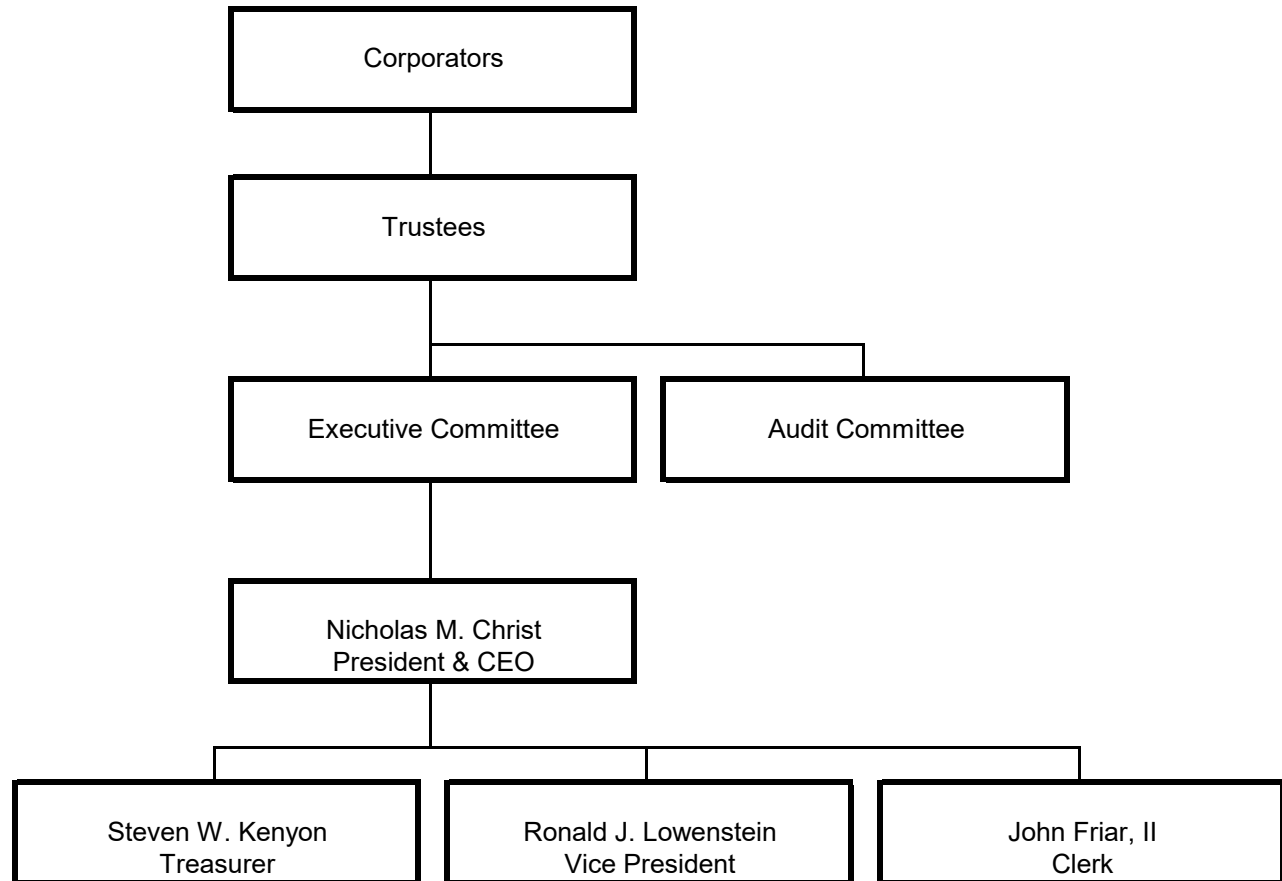 Corporators
Trustees
Executive Committee
Audit Committee
Nicholas M. Christ
President & CEO
Steven W. Kenyon
Treasurer
Ronald J. Lowenstein
Vice President
John Friar, II
Clerk